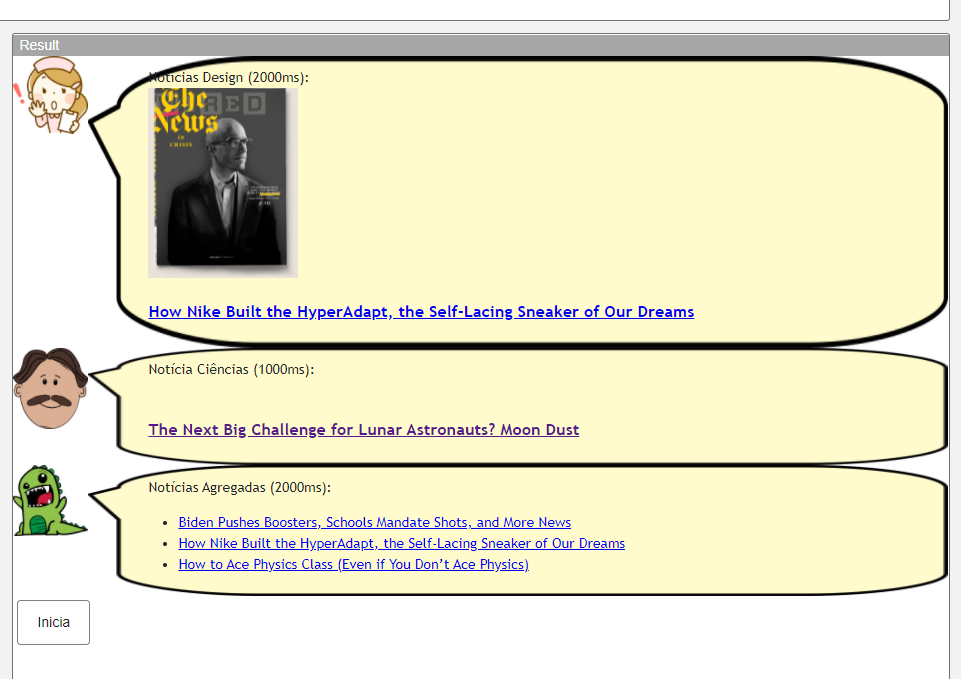 Result
Notícias Design (2000ms):
RED
The
News
in
CRISIS
How Nike Built the HyperAdapt, the Self-Lacing Sneaker of Our Dreams
Notícia Ciências (1000ms):
The Next Big Challenge for Lunar Astronauts? Moon Dust
Notícias Agregadas (2000ms):
Biden Pushes Boosters, Schools Mandate Shots, and More News
How Nike Built the HyperAdapt, the Self-Lacing Sneaker of Our Dreams
How to Ace Physics Class (Even if You Don’t Ace Physics)
Inicia